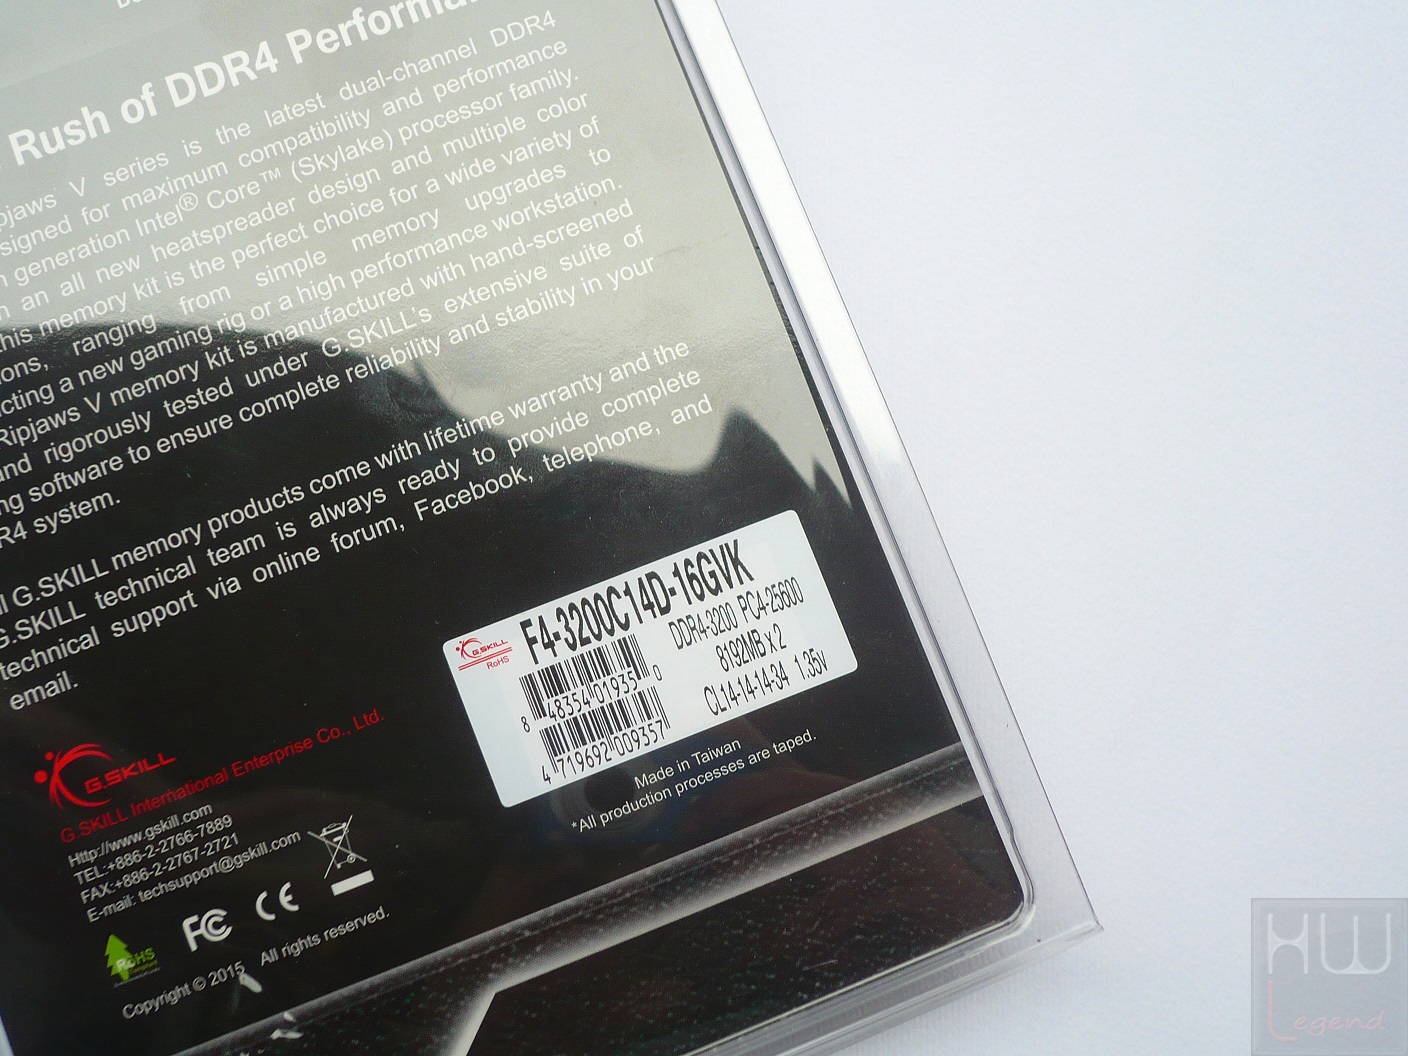 Rush of DDR4
V series is the latest dual-channel DDR4
for maximum compatibility and performance
generation Intel® Core™ (Skylake) processor family.
an all new heatspreader design and multiple color
this memory kit is the perfect choice for a wide variety of
ranging from simple memory upgrades to
a new gaming rig or a high performance workstation.
Ripjaws V memory kit is manufactured with hand-screened
and rigorously tested under G.SKILL's extensive suite of
software to ensure complete reliability and stability in your
system.
G.SKILL memory products come with lifetime warranty and the
G.SKILL technical team is always ready to provide complete
technical support via online forum, Facebook, telephone, and
email.
G.SKILL
RoHS
F4-3200C14D-16GVK
DDR4-3200 PC4-25600
8192MB x 2
CL14-14-14-34 1.35v
8 48354 01935 0
4 719692 009357
Made in Taiwan
*All production processes are taped.
G.SKILL
G.SKILL International Enterprise Co., Ltd.
Http://www.gskill.com
TEL:+886-2-2766-7889
FAX:+886-2-2767-2721
E-mail: techsupport@gskill.com
FC CE
RoHS
Copyright © 2015 All rights reserved.
HW
Legend